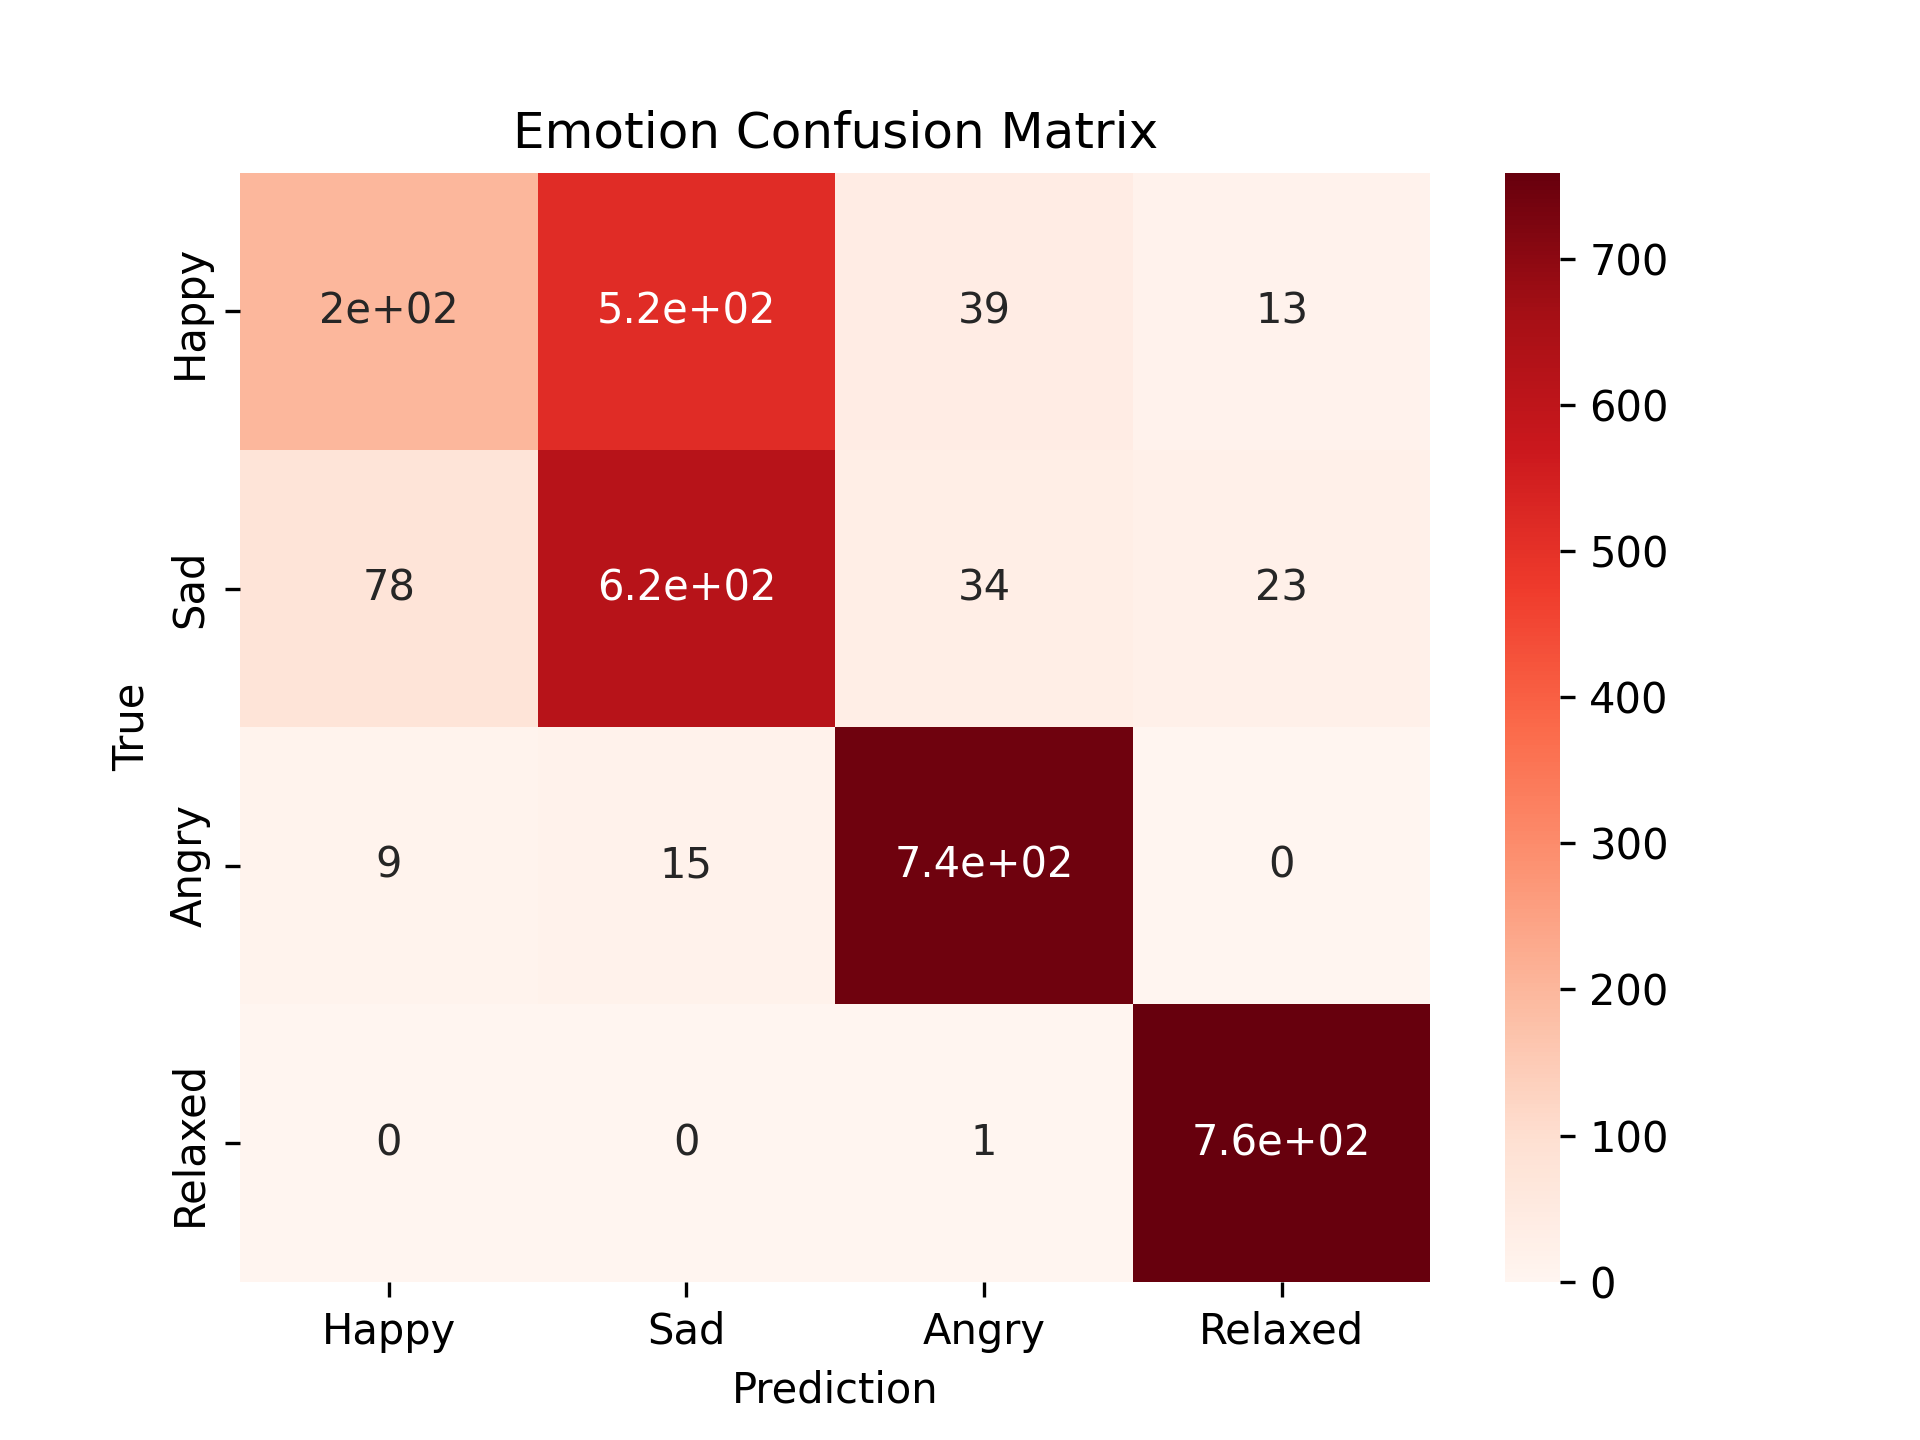 Emotion Confusion Matrix
Happy 2e+02 5.2e+02 39 13
Sad 78 6.2e+02 34 23
Angry 9 15 7.4e+02 0
Relaxed 0 0 1 7.6e+02
True
Happy Sad Angry Relaxed
Prediction
700
600
500
400
300
200
100
0